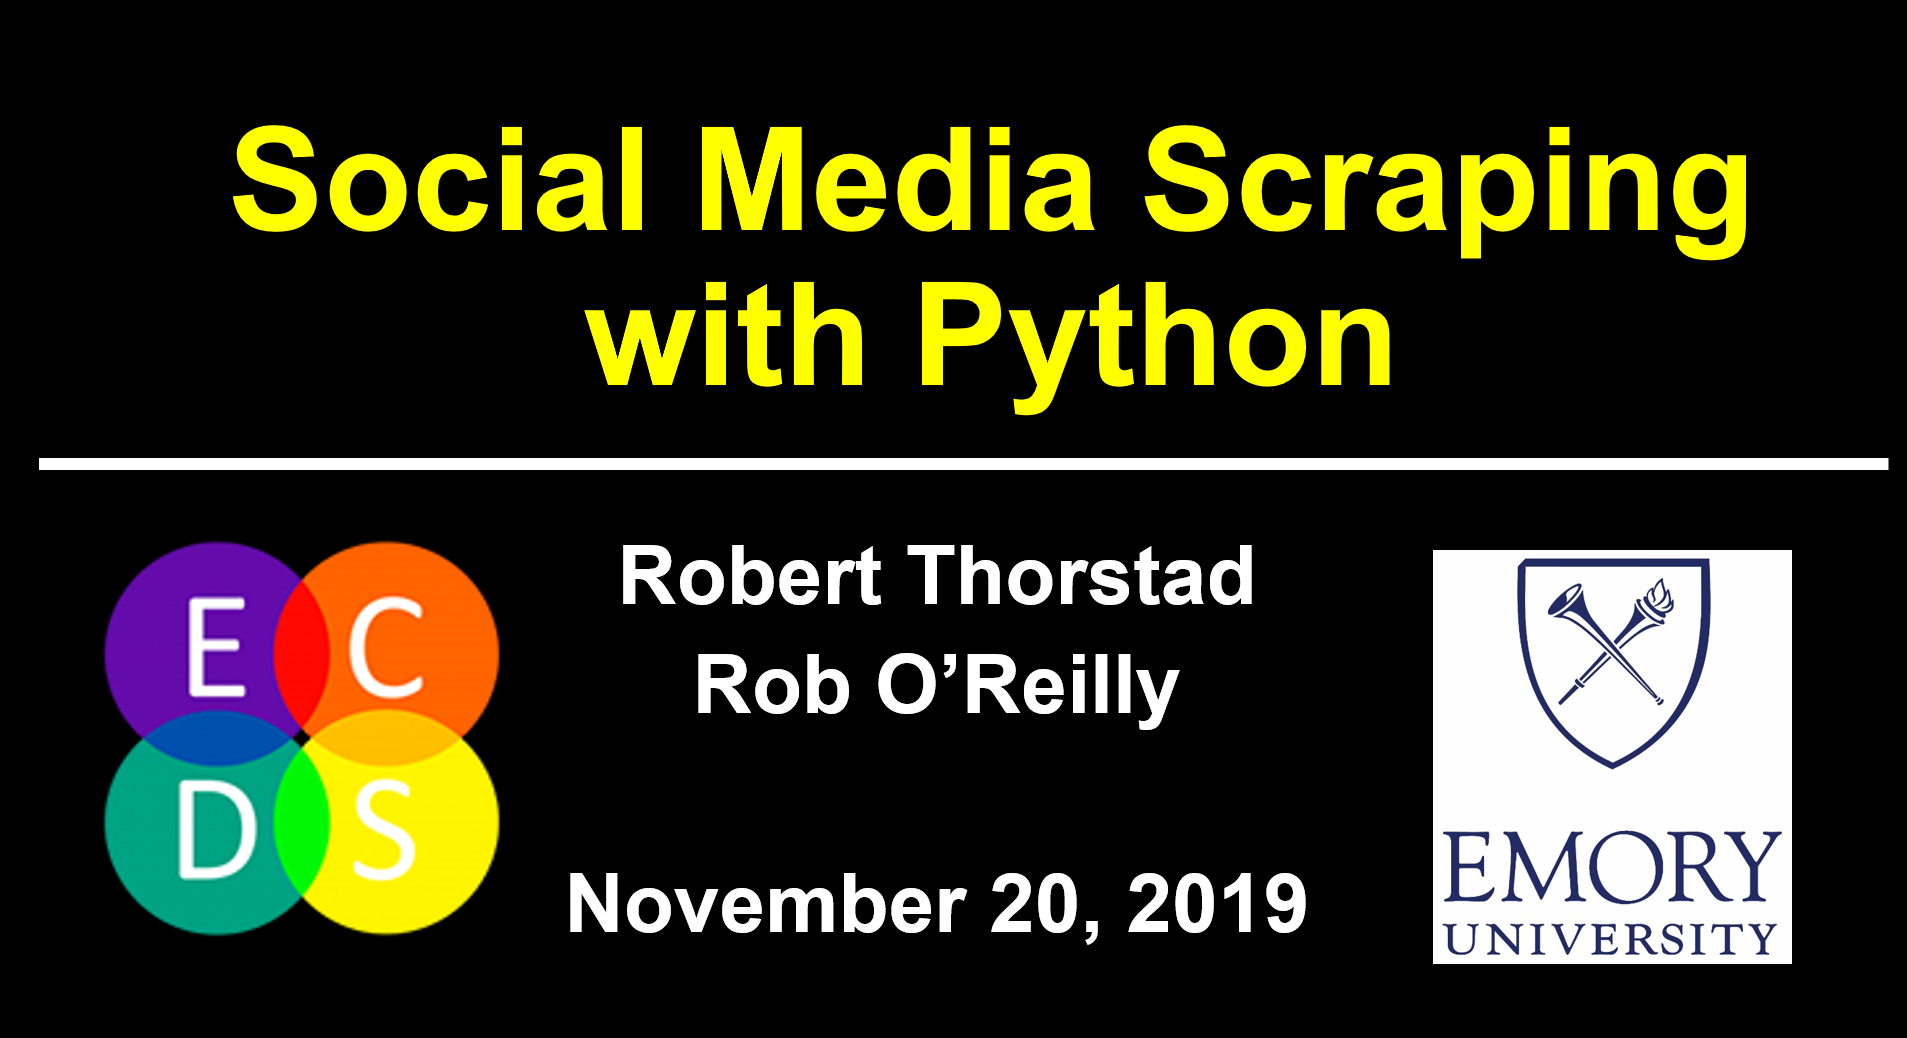 Social Media Scraping
with Python
Robert Thorstad
Rob O’Reilly
November 20, 2019
E C
D S
EMORY
UNIVERSITY